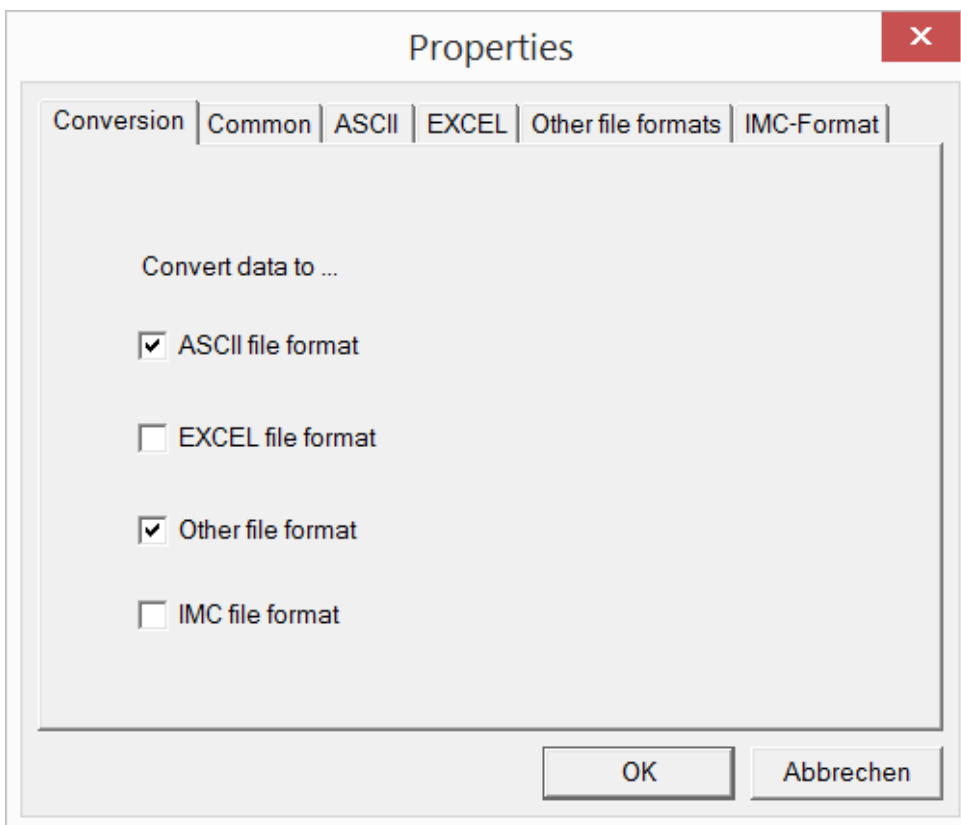 Properties
Conversion Common ASCII EXCEL Other file formats IMC-Format
Convert data to ...
ASCII file format
EXCEL file format
Other file format
IMC file format
OK Abbrechen